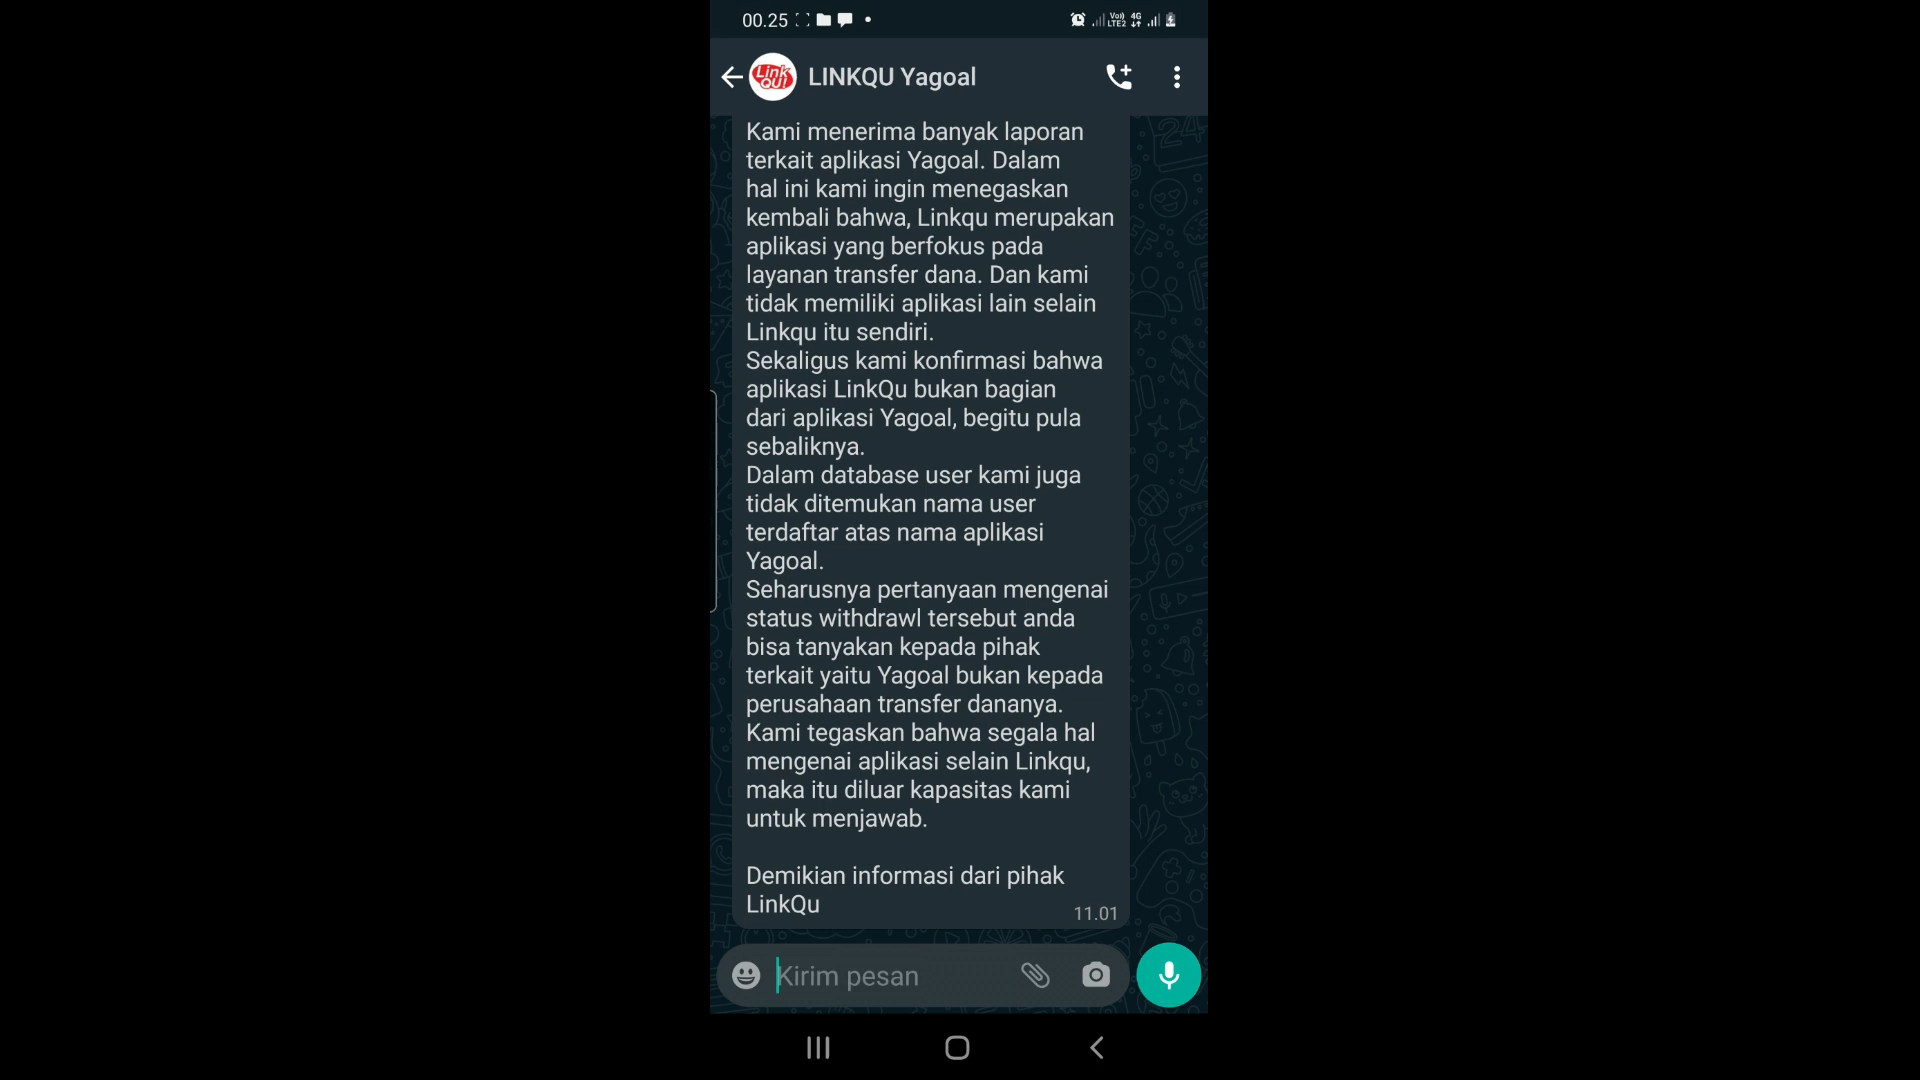 00.25
Vo)) 4G
LTE2
Link
QU!
LINKQU Yagoal
Kami menerima banyak laporan
terkait aplikasi Yagoal. Dalam
hal ini kami ingin menegaskan
kembali bahwa, Linkqu merupakan
aplikasi yang berfokus pada
layanan transfer dana. Dan kami
tidak memiliki aplikasi lain selain
Linkqu itu sendiri.
Sekaligus kami konfirmasi bahwa
aplikasi LinkQu bukan bagian
dari aplikasi Yagoal, begitu pula
sebaliknya.
Dalam database user kami juga
tidak ditemukan nama user
terdaftar atas nama aplikasi
Yagoal.
Seharusnya pertanyaan mengenai
status withdrawl tersebut anda
bisa tanyakan kepada pihak
terkait yaitu Yagoal bukan kepada
perusahaan transfer dananya.
Kami tegaskan bahwa segala hal
mengenai aplikasi selain Linkqu,
maka itu diluar kapasitas kami
untuk menjawab.
Demikian informasi dari pihak
LinkQu
11.01
Kirim pesan